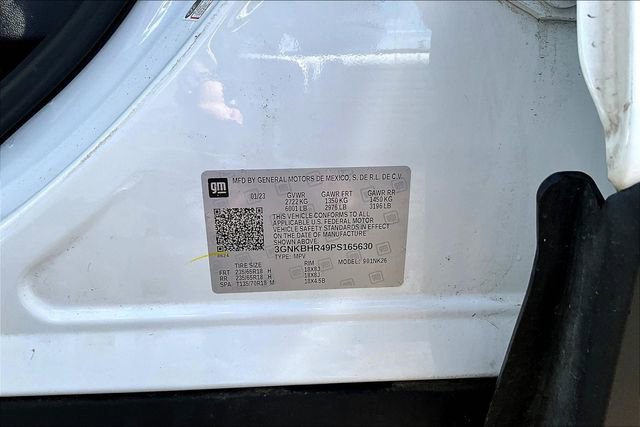 gm
MFD BY GENERAL MOTORS DE MEXICO, S. DE R.L. DE C.V.
01/23 GVWR GAWR FRT GAWR RR
2722 KG 1350 KG 1450 KG
6001 LB 2976 LB 3196 LB
THIS VEHICLE CONFORMS TO ALL
APPLICABLE U.S. FEDERAL MOTOR
VEHICLE SAFETY STANDARDS IN EFFECT
ON THE DATE OF MANUFACTURE
SHOWN ABOVE.
3GNKBHR49PS165630
TYPE: MPV
TIRE SIZE RIM MODEL: 981NK26
FRT 235/65R18 H 18X8J
RR 235/65R18 H 18X8J
SPA T135/70R18 M 18X4.5B